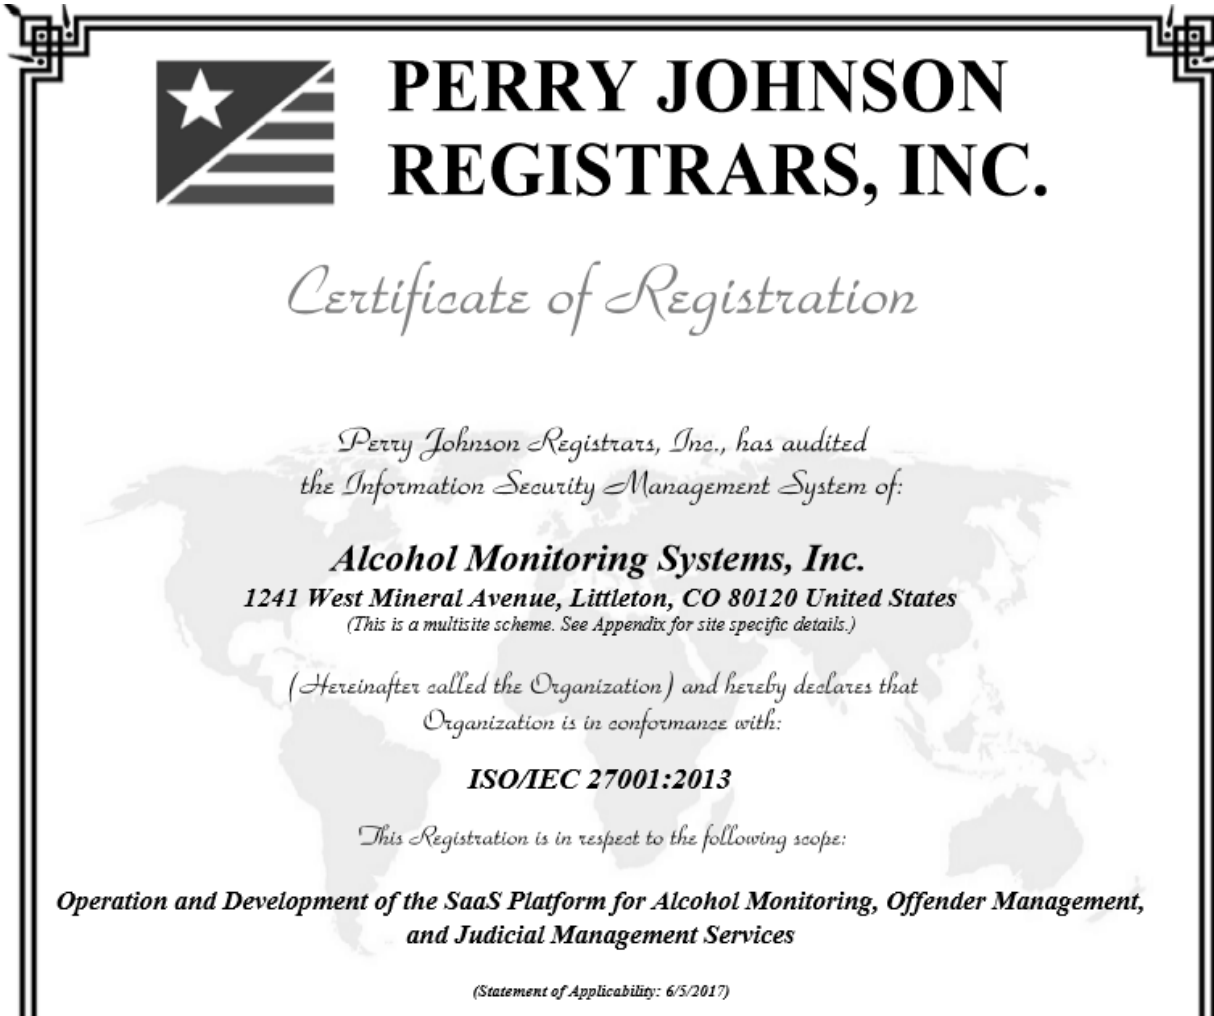 PERRY JOHNSON
REGISTRARS, INC.
Certificate of Registration
Perry Johnson Registrars, Inc., has audited
the Information Security Management System of:
Alcohol Monitoring Systems, Inc.
1241 West Mineral Avenue, Littleton, CO 80120 United States
(This is a multisite scheme. See Appendix for site specific details.)
(Hereinafter called the Organization) and hereby declares that
Organization is in conformance with:
ISO/IEC 27001:2013
This Registration is in respect to the following scope:
Operation and Development of the SaaS Platform for Alcohol Monitoring, Offender Management,
and Judicial Management Services
(Statement of Applicability: 6/5/2017)